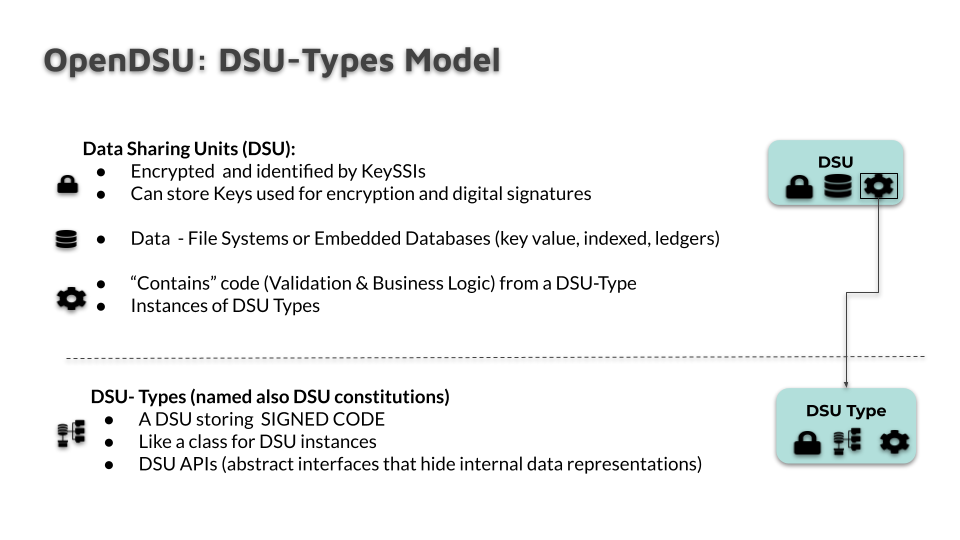 OpenDSU: DSU-Types Model
Data Sharing Units (DSU):
● Encrypted and identified by KeySSIs
● Can store Keys used for encryption and digital signatures
● Data - File Systems or Embedded Databases (key value, indexed, ledgers)
● “Contains” code (Validation & Business Logic) from a DSU-Type
● Instances of DSU Types
DSU
DSU- Types (named also DSU constitutions)
● A DSU storing SIGNED CODE
● Like a class for DSU instances
● DSU APIs (abstract interfaces that hide internal data representations)
DSU Type